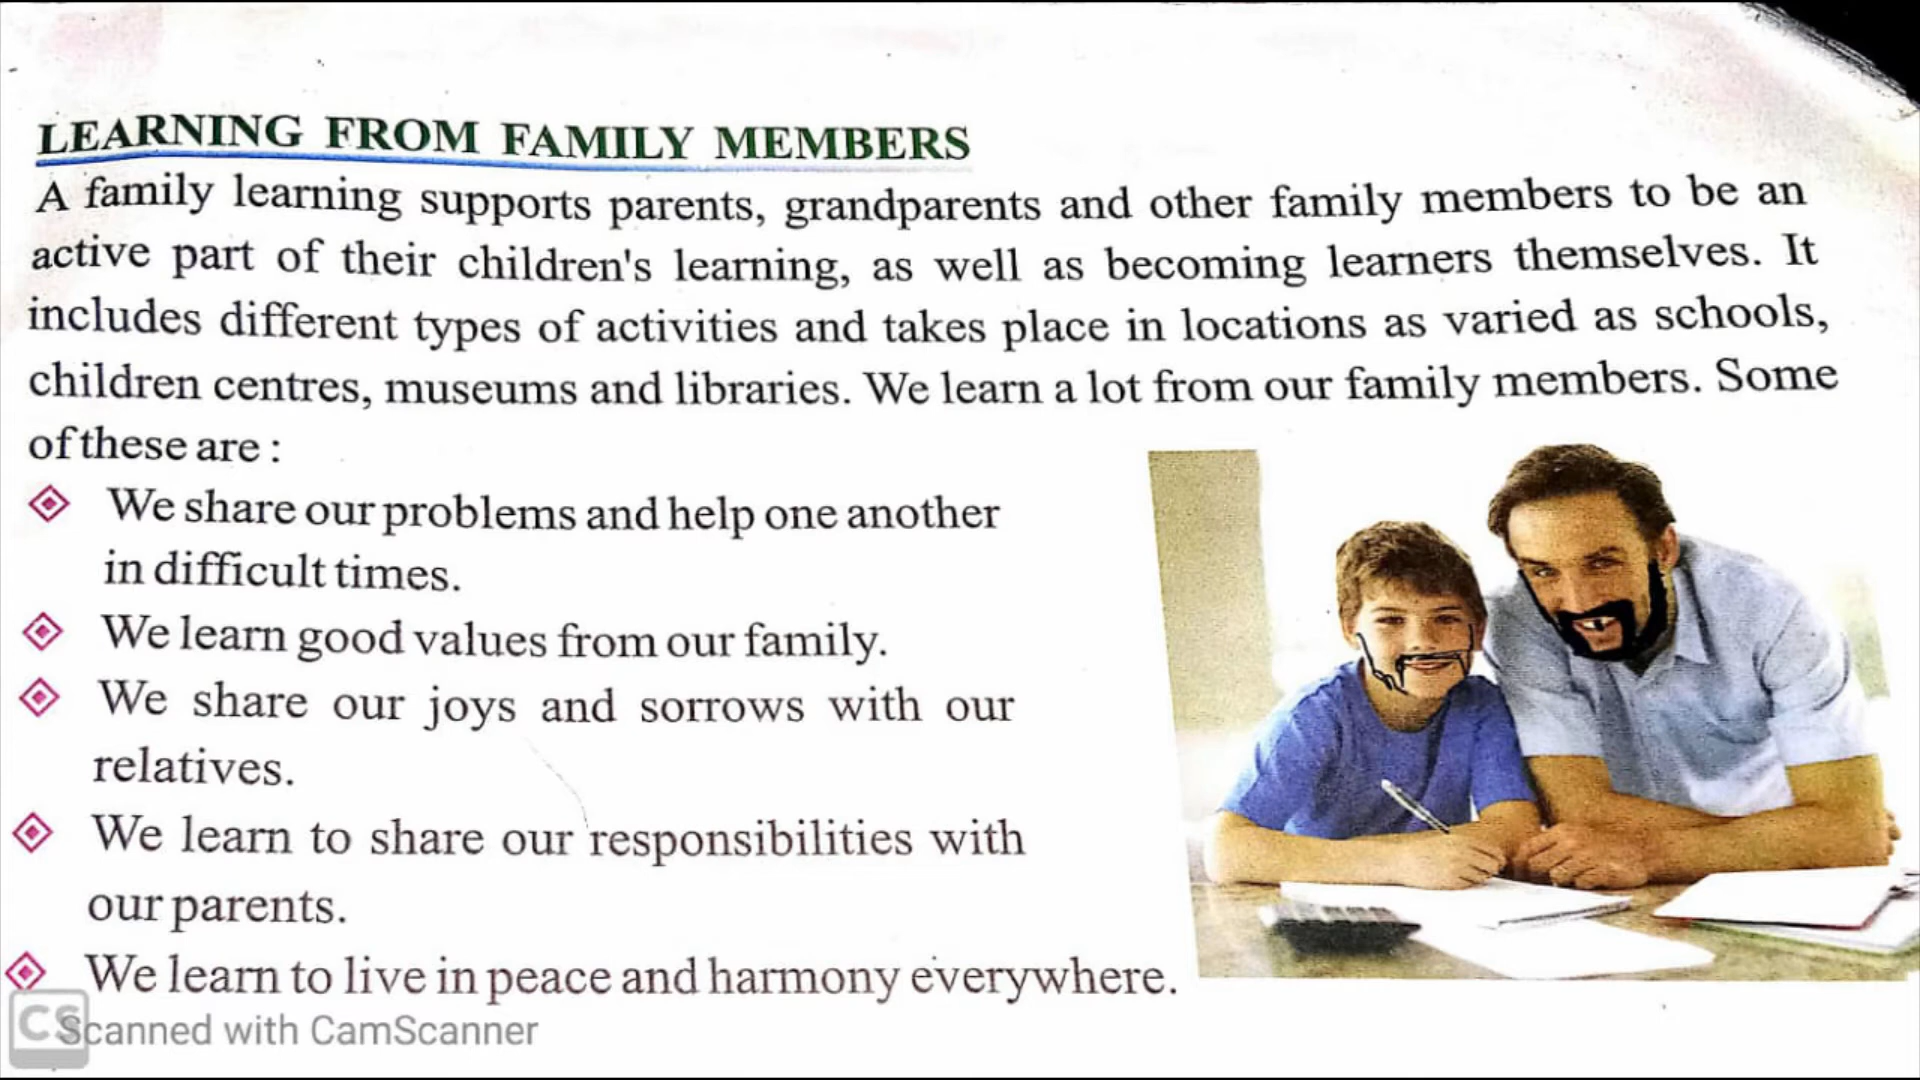 LEARNING FROM FAMILY MEMBERS
A family learning supports parents, grandparents and other family members to be an
active part of their children's learning, as well as becoming learners themselves. It
includes different types of activities and takes place in locations as varied as schools,
children centres, museums and libraries. We learn a lot from our family members. Some
of these are :
We share our problems and help one another
in difficult times.
We learn good values from our family.
We share our joys and sorrows with our
relatives.
We learn to share our responsibilities with
our parents.
We learn to live in peace and harmony everywhere.
CS Scanned with CamScanner